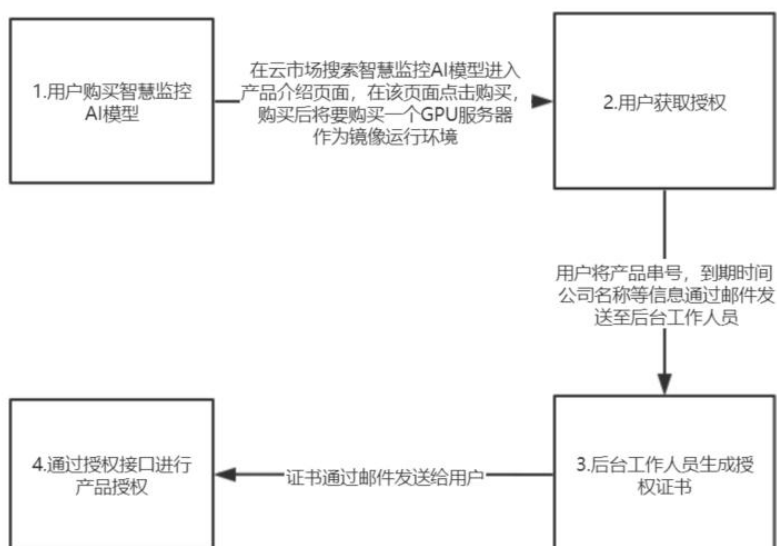 1.用户购买智慧监控
AI模型
在云市场搜索智慧监控AI模型进入
产品介绍页面，在该页面点击购买，
购买后将要购买一个GPU服务器
作为镜像运行环境
2.用户获取授权
用户将产品串号，到期时间
公司名称等信息通过邮件发
送至后台工作人员
3.后台工作人员生成授
权证书
证书通过邮件发送给用户
4.通过授权接口进行
产品授权